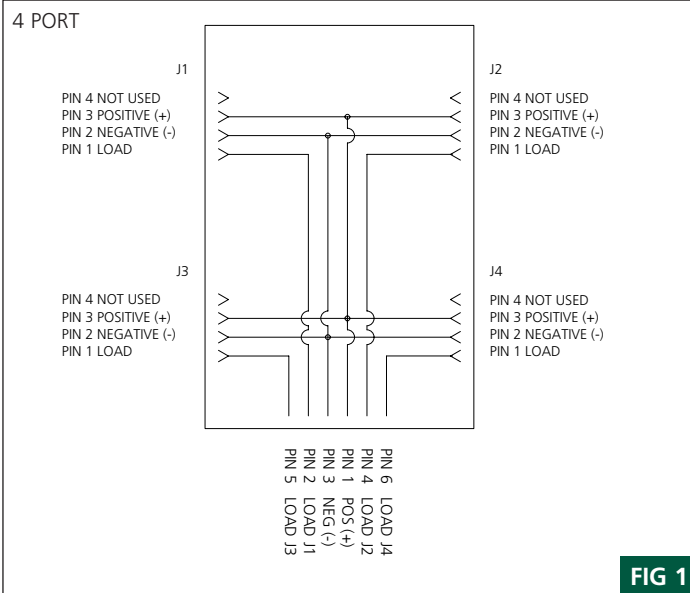 4 PORT
J1
PIN 4 NOT USED
PIN 3 POSITIVE (+)
PIN 2 NEGATIVE (-)
PIN 1 LOAD
J2
PIN 4 NOT USED
PIN 3 POSITIVE (+)
PIN 2 NEGATIVE (-)
PIN 1 LOAD
J3
PIN 4 NOT USED
PIN 3 POSITIVE (+)
PIN 2 NEGATIVE (-)
PIN 1 LOAD
J4
PIN 4 NOT USED
PIN 3 POSITIVE (+)
PIN 2 NEGATIVE (-)
PIN 1 LOAD
PIN 5 LOAD J3
PIN 2 LOAD J1
PIN 3 NEG (-)
PIN 1 POS (+)
PIN 4 LOAD J2
PIN 6 LOAD J4
FIG 1